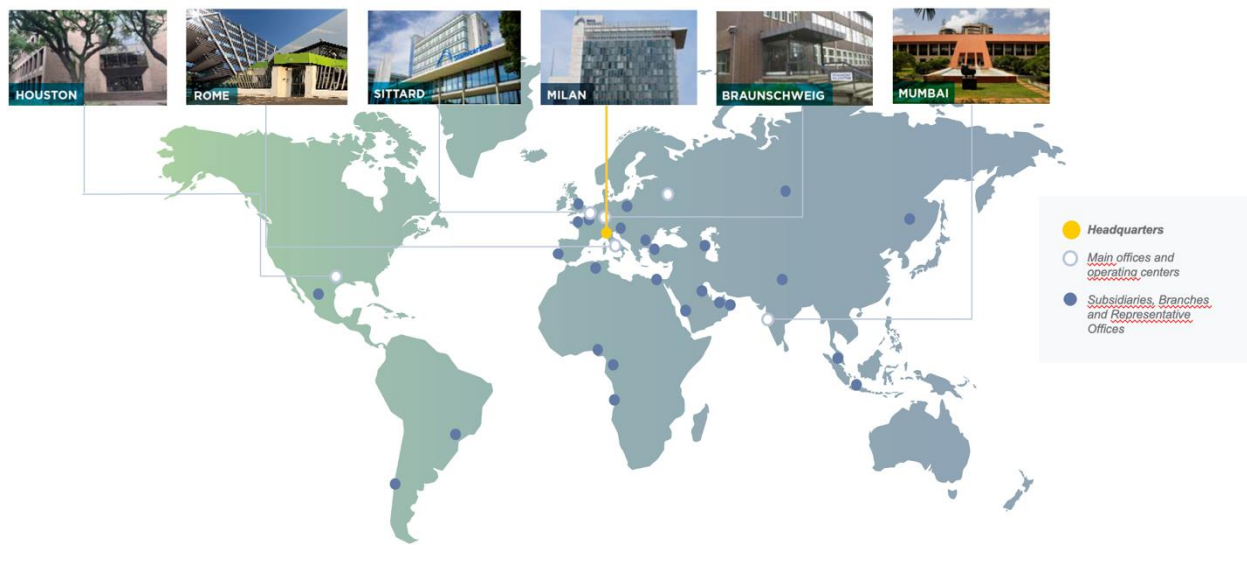 HOUSTON
ROME
SITTARD
MILAN
BRAUNSCHWEIG
MUMBAI
Headquarters
Main offices and
operating centers
Subsidiaries, Branches
and Representative
Offices